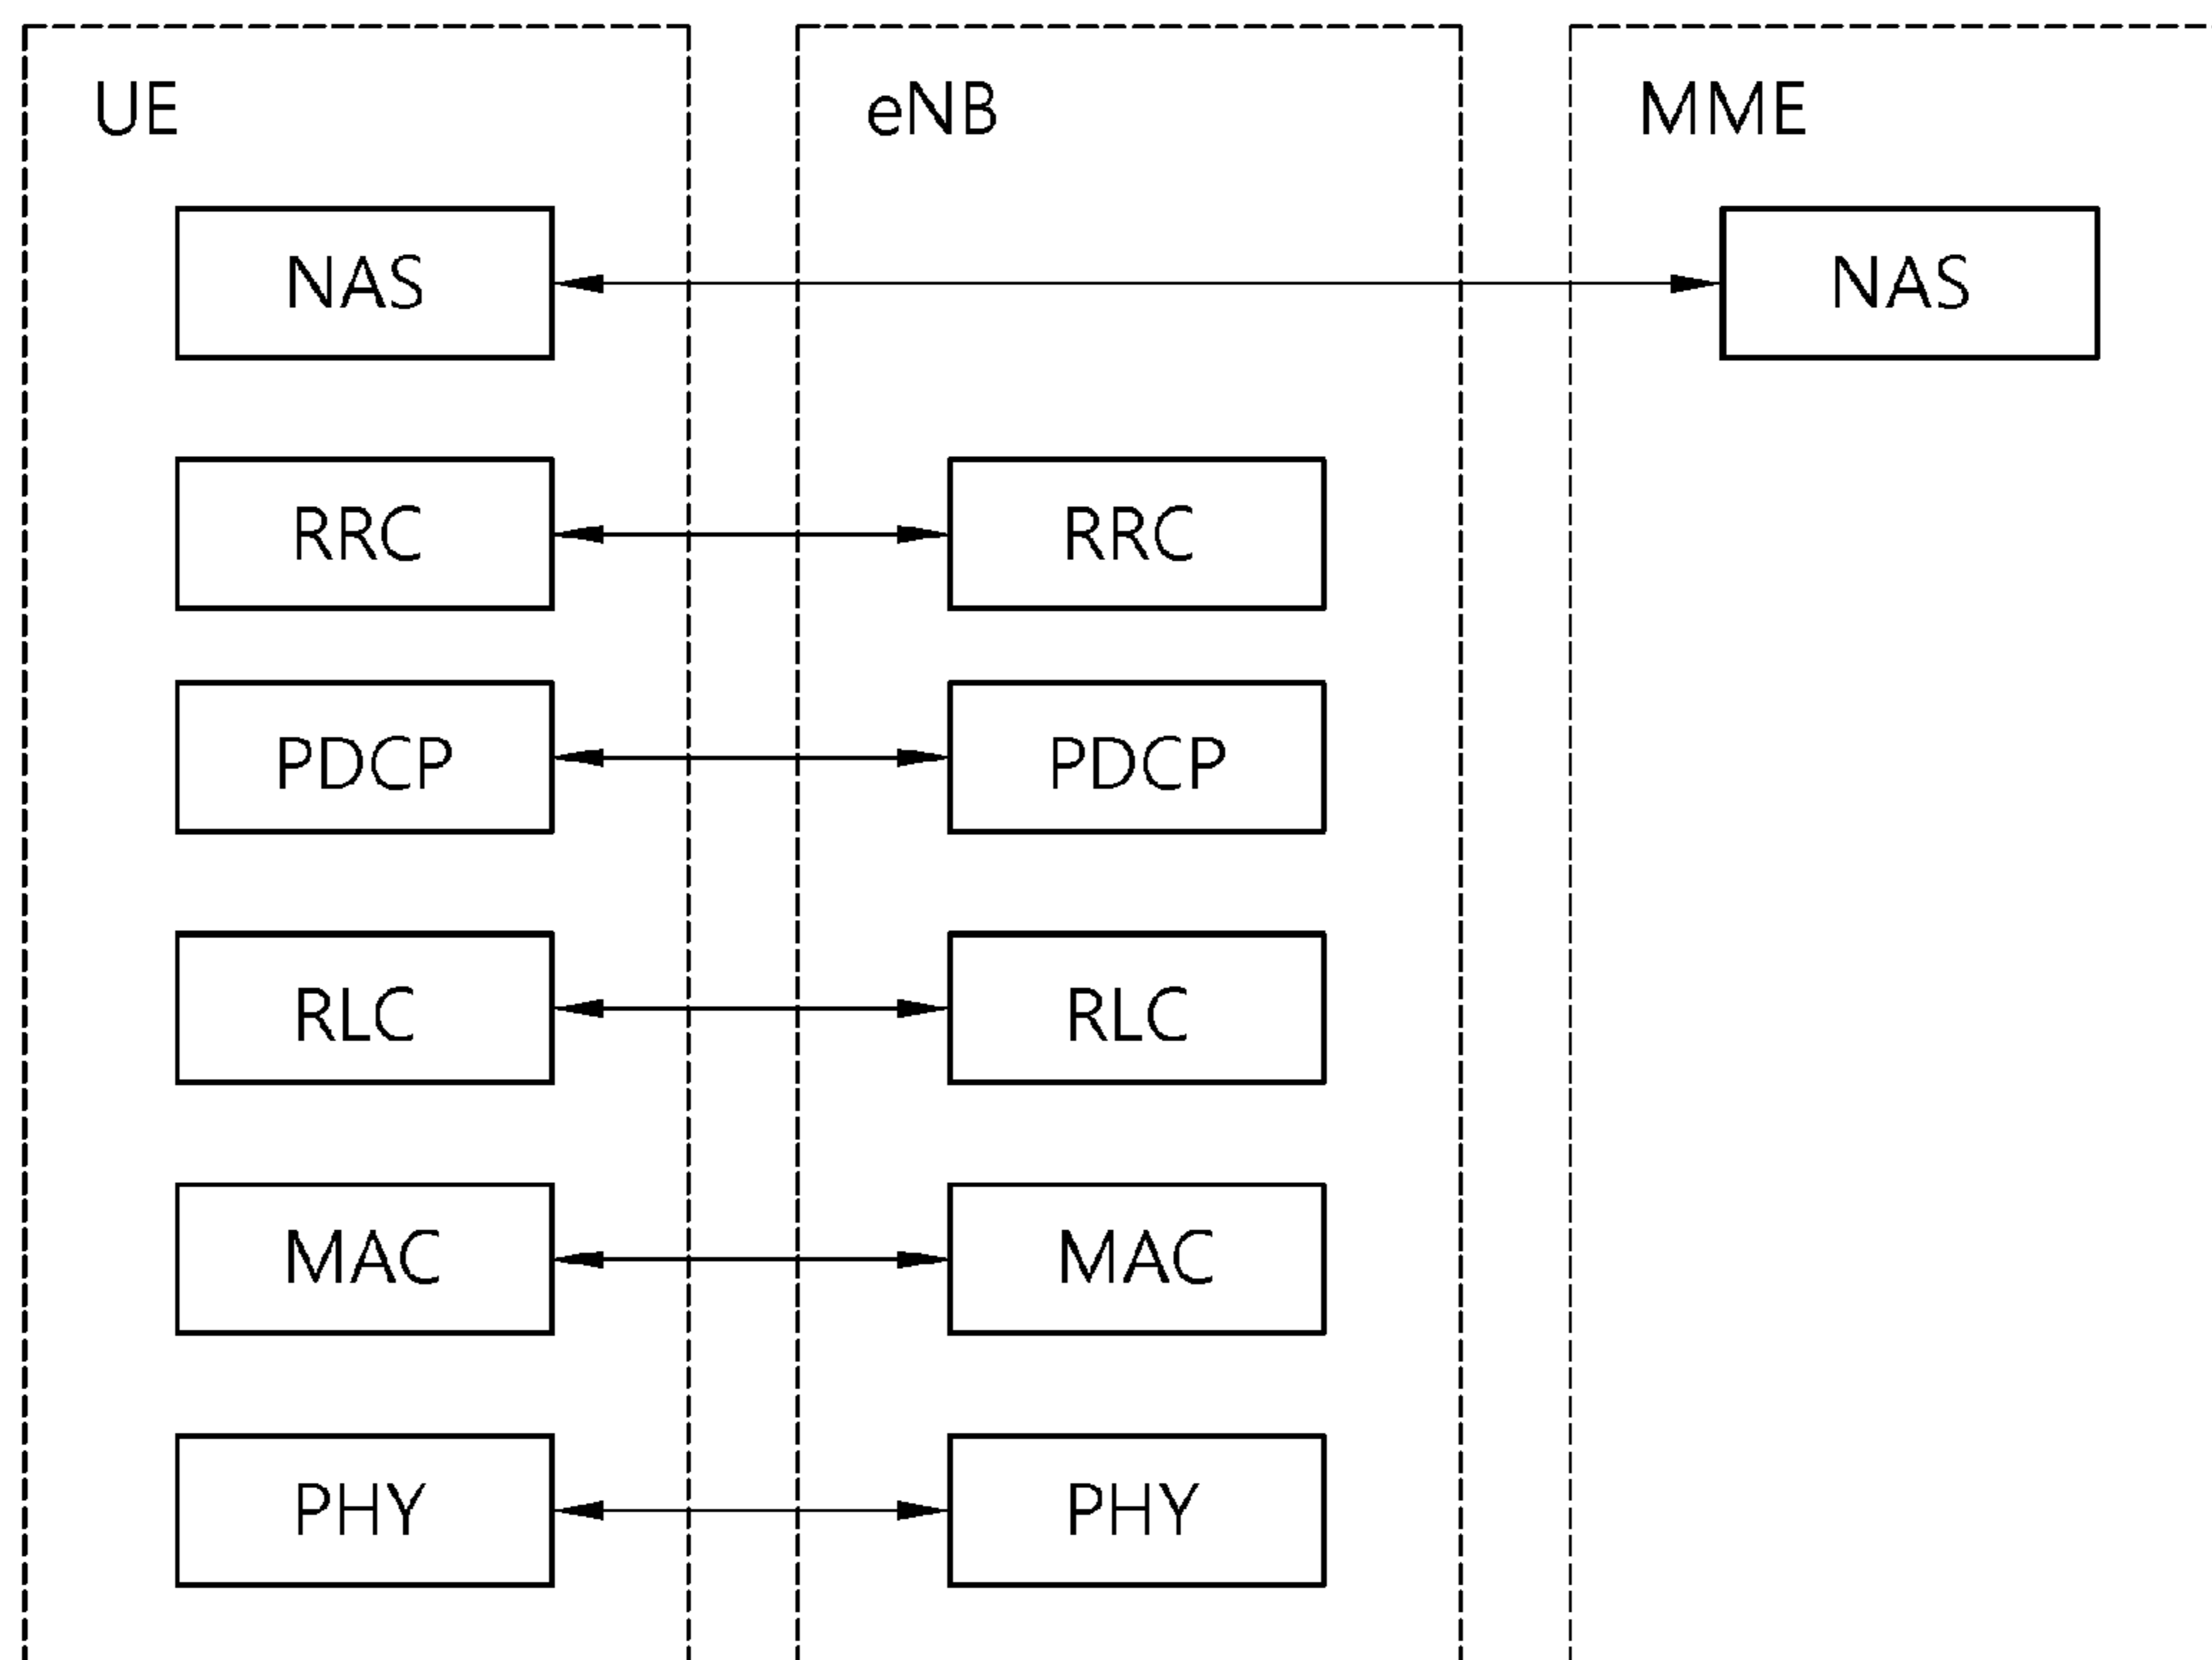 UE
eNB
MME
NAS
NAS
RRC
RRC
PDCP
PDCP
RLC
RLC
MAC
MAC
PHY
PHY